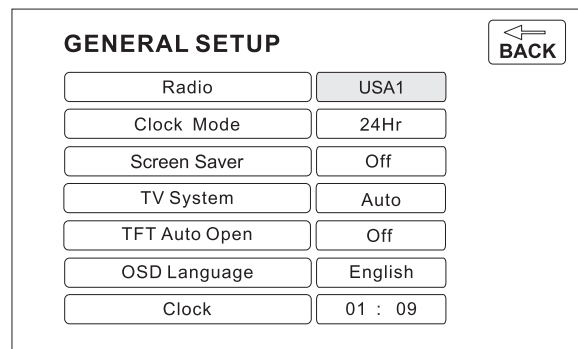 GENERAL SETUP
BACK
Radio USA1
Clock Mode 24Hr
Screen Saver Off
TV System Auto
TFT Auto Open Off
OSD Language English
Clock 01 : 09